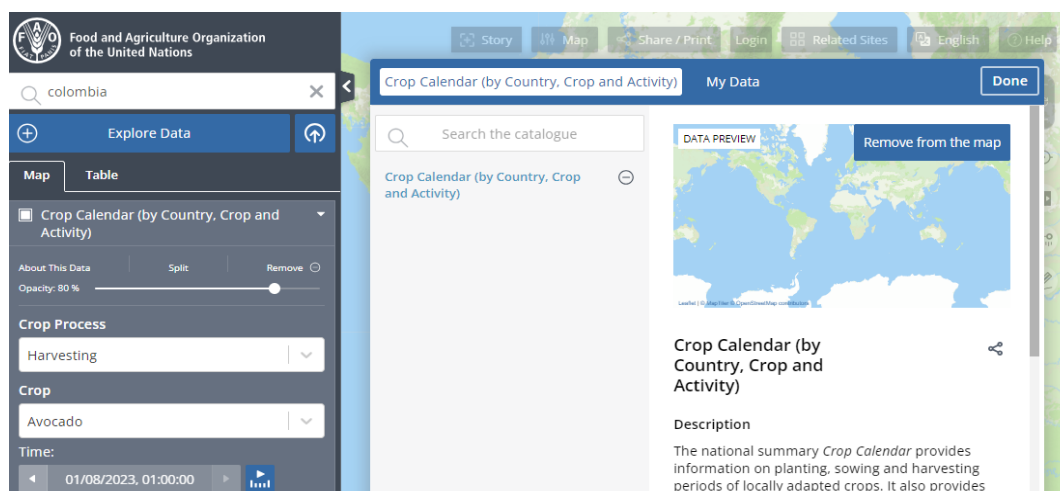 Food and Agriculture Organization
of the United Nations
colombia
Explore Data
Map Table
Crop Calendar (by Country, Crop and
Activity)
About This Data Split Remove
Opacity: 80 %
Crop Process
Harvesting
Crop
Avocado
Time:
01/08/2023, 01:00:00
Story Map Share / Print Login Related Sites English Help
Crop Calendar (by Country, Crop and Activity) My Data Done
Search the catalogue
Crop Calendar (by Country, Crop
and Activity)
DATA PREVIEW
Remove from the map
Leaflet | © MapTiler © OpenStreetMap contributors
Crop Calendar (by
Country, Crop and
Activity)
Description
The national summary Crop Calendar provides
information on planting, sowing and harvesting
periods of locally adapted crops. It also provides